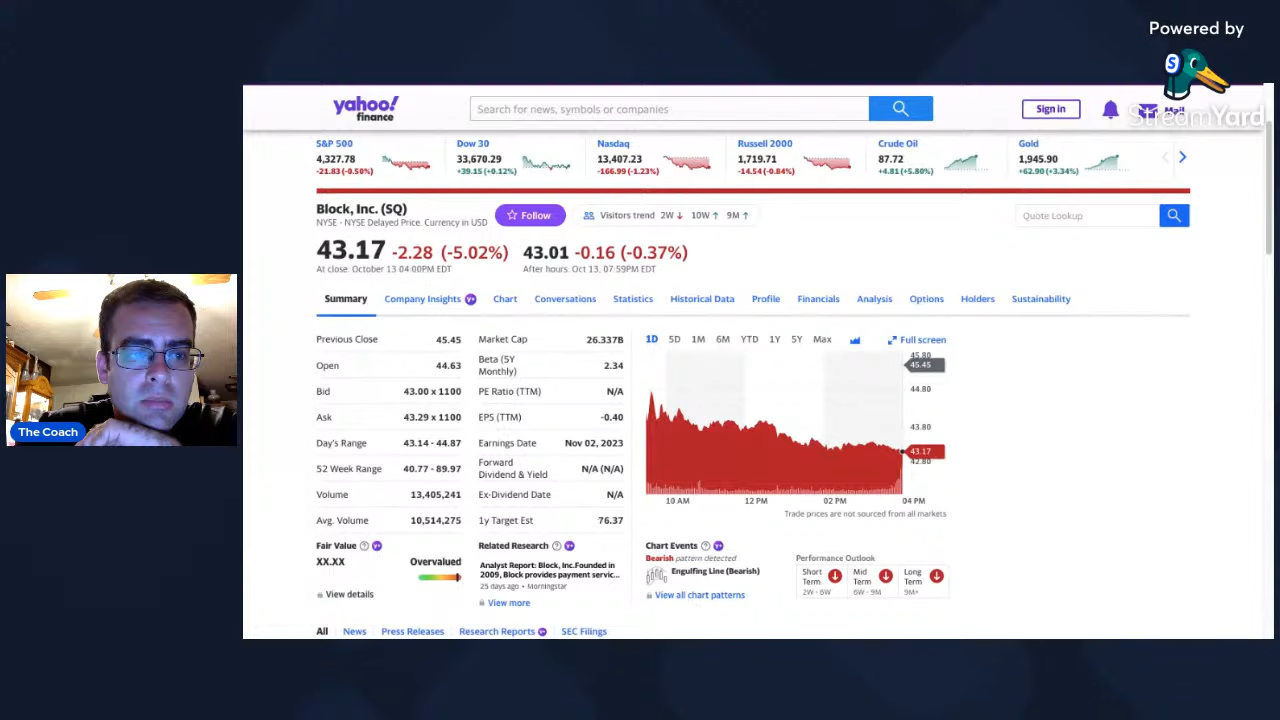 Powered by
S
StreamYard
yahoo!
finance
Search for news, symbols or companies
Sign in
Mail
S&P 500
4,327.78
-21.83 (-0.50%)
Dow 30
33,670.29
+39.15 (+0.12%)
Nasdaq
13,407.23
-166.99 (-1.23%)
Russell 2000
1,719.71
-14.54 (-0.84%)
Crude Oil
87.72
+4.81 (+5.80%)
Gold
1,945.90
+62.90 (+3.34%)
Block, Inc. (SQ)
NYSE - NYSE Delayed Price. Currency in USD
Follow
Visitors trend 2W↓ 10W↑ 9M↑
Quote Lookup
43.17 -2.28 (-5.02%)
At close: October 13 04:00PM EDT
43.01 -0.16 (-0.37%)
After hours: Oct 13, 07:59PM EDT
Summary Company Insights Y+ Chart Conversations Statistics Historical Data Profile Financials Analysis Options Holders Sustainability
Previous Close 45.45
Open 44.63
Bid 43.00 x 1100
Ask 43.29 x 1100
Day's Range 43.14 - 44.87
52 Week Range 40.77 - 89.97
Volume 13,405,241
Avg. Volume 10,514,275
Market Cap 26.337B
Beta (5Y
Monthly) 2.34
PE Ratio (TTM) N/A
EPS (TTM) -0.40
Earnings Date Nov 02, 2023
Forward
Dividend & Yield N/A (N/A)
Ex-Dividend Date N/A
1y Target Est 76.37
1D 5D 1M 6M YTD 1Y 5Y Max
Full screen
45.80
45.45
44.80
43.80
43.17
42.80
10 AM 12 PM 02 PM 04 PM
Trade prices are not sourced from all markets
Fair Value ? Y+
XX.XX Overvalued
View details
Related Research ? Y+
Analyst Report: Block, Inc.Founded in
2009, Block provides payment servic...
25 days ago • Morningstar
View more
Chart Events ? Y+
Bearish pattern detected
Engulfing Line (Bearish)
View all chart patterns
Performance Outlook
Short
Term
2W - 6W
Mid
Term
6W - 9M
Long
Term
9M+
All News Press Releases Research Reports Y+ SEC Filings
The Coach